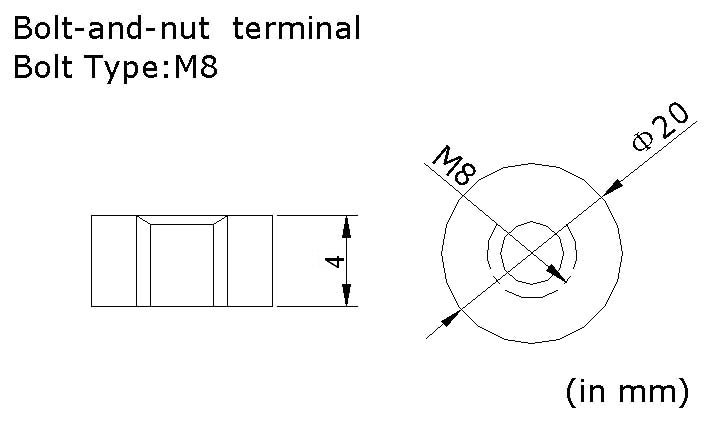 Bolt-and-nut terminal
Bolt Type:M8
M8
Φ20
4
(in mm)